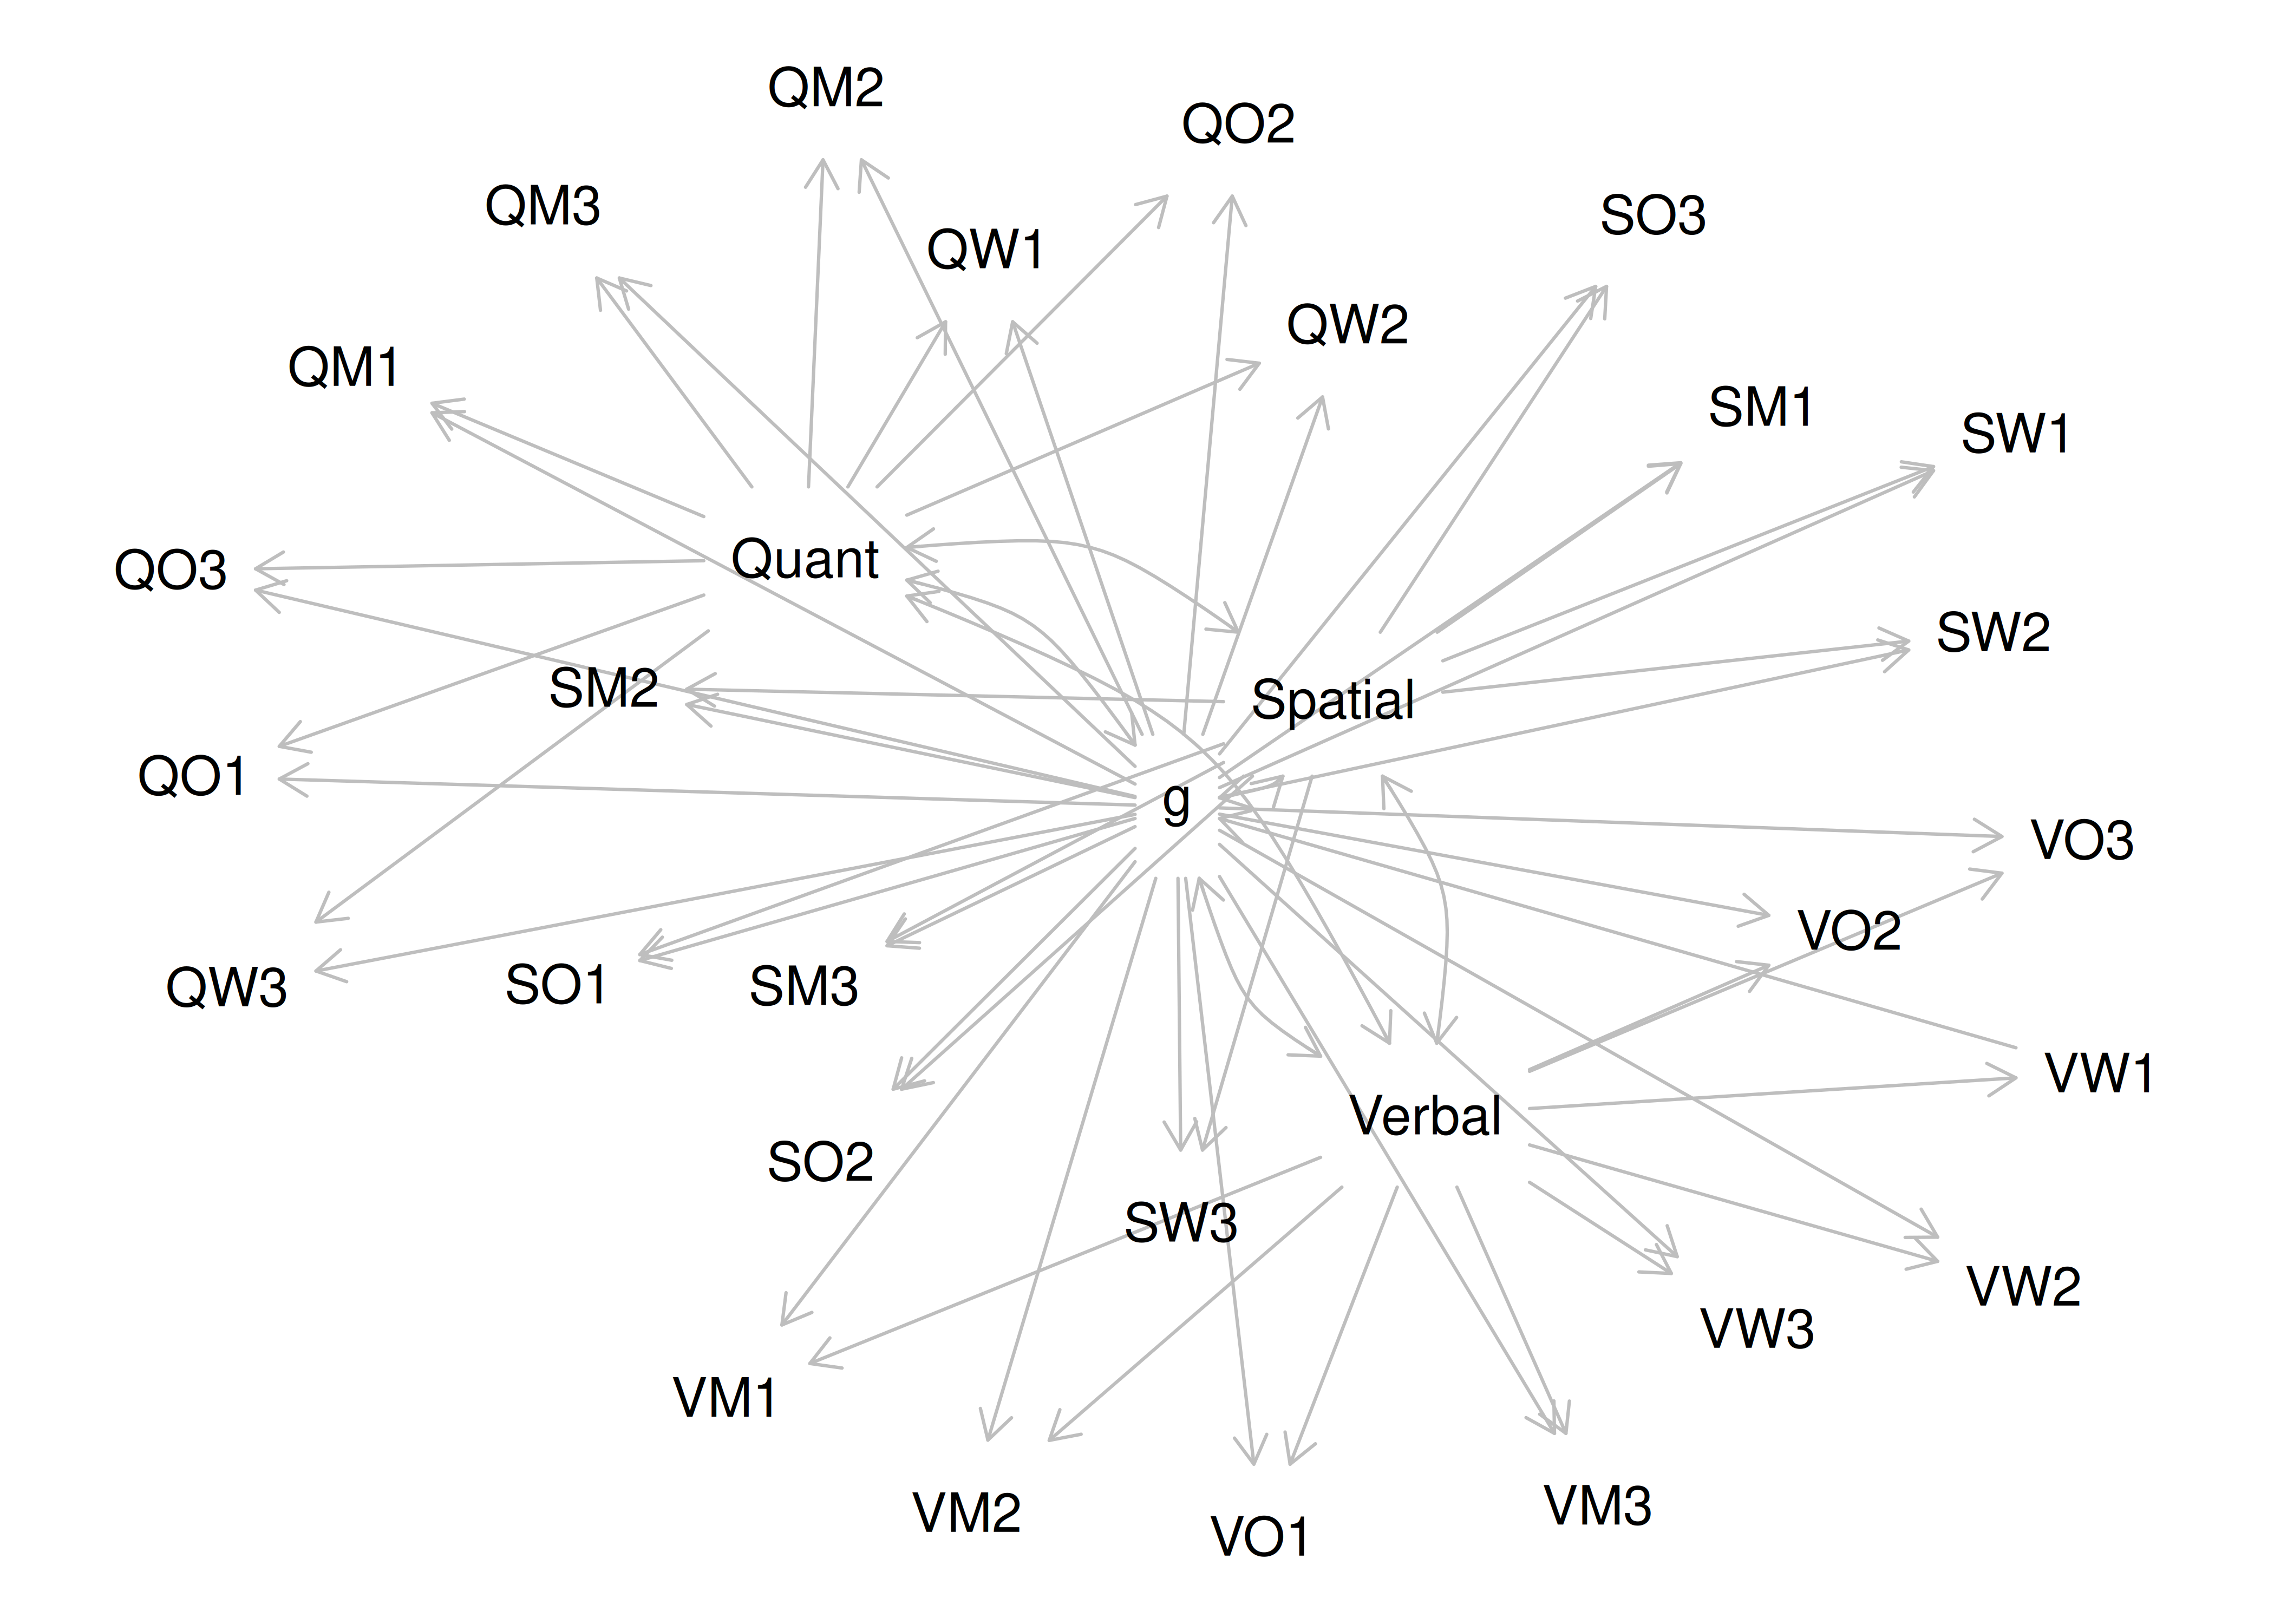 QM2
QO2
QM3
SO3
QW1
QW2
QM1
SM1
SW1
Quant
QO3
SW2
SM2
Spatial
QO1
g
VO3
VO2
QW3
SO1
SM3
VW1
Verbal
SO2
SW3
VW2
VW3
VM1
VM2
VM3
VO1